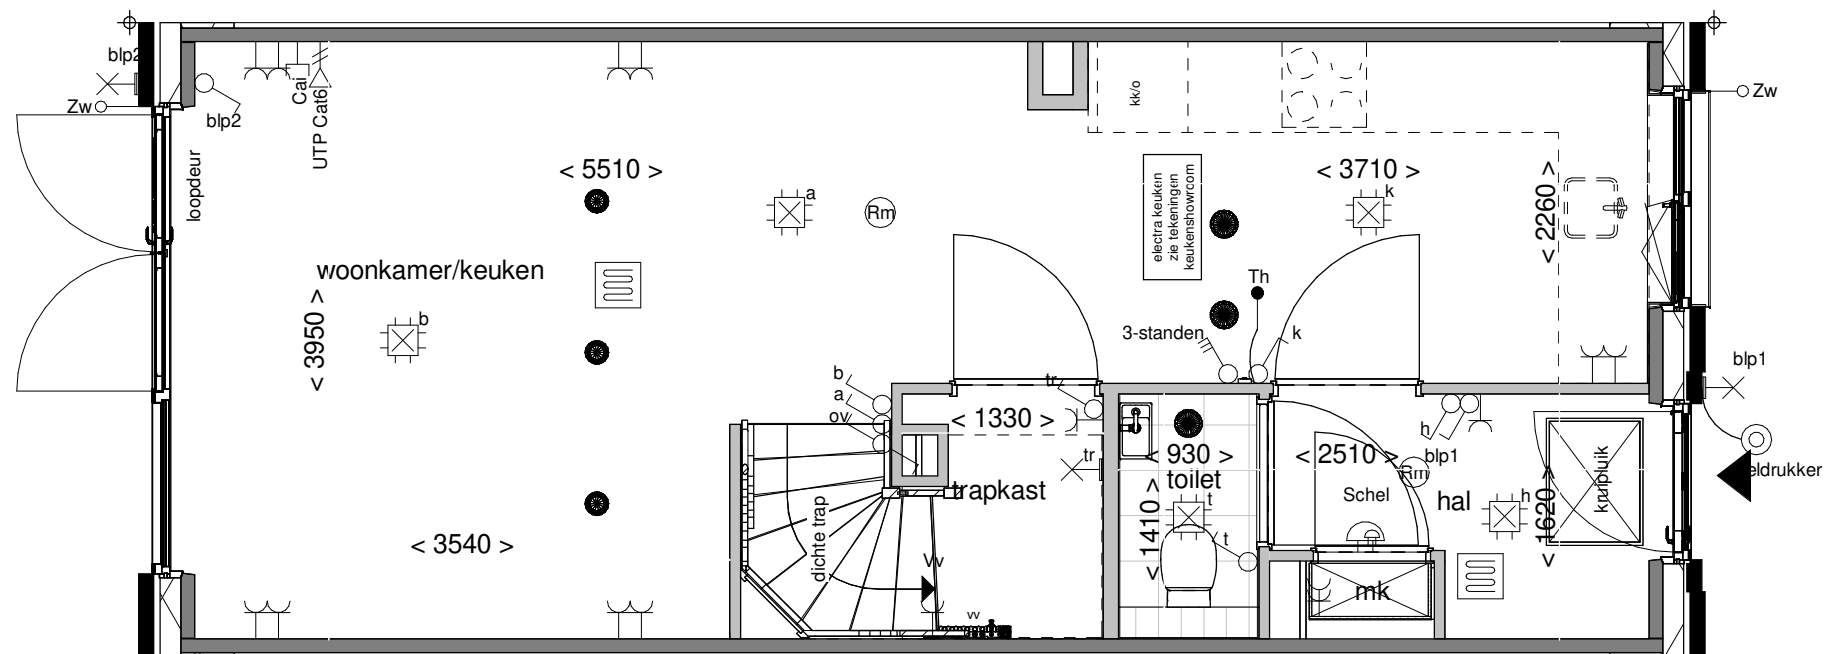 blp2
Zw
blp2
Cai
UTP Cat6
loopdeur
< 5510 >
a
Rm
woonkamer/keuken
b
< 3950 >
< 3540 >
kk/o
electra keuken
zie tekeningen
keukenshowroom
< 3710 >
k
< 2260 >
Zw
Th
3-standen
k
blp1
b
a
ov
tr
< 1330 >
tr
trapkast
dichte trap
Vv
vv
< 930 >
toilet
t
< 1410 >
t
< 2510 >
h
blp1
Rm
Schel
hal
h
< 1620 >
kruipluik
mk
eldrukker